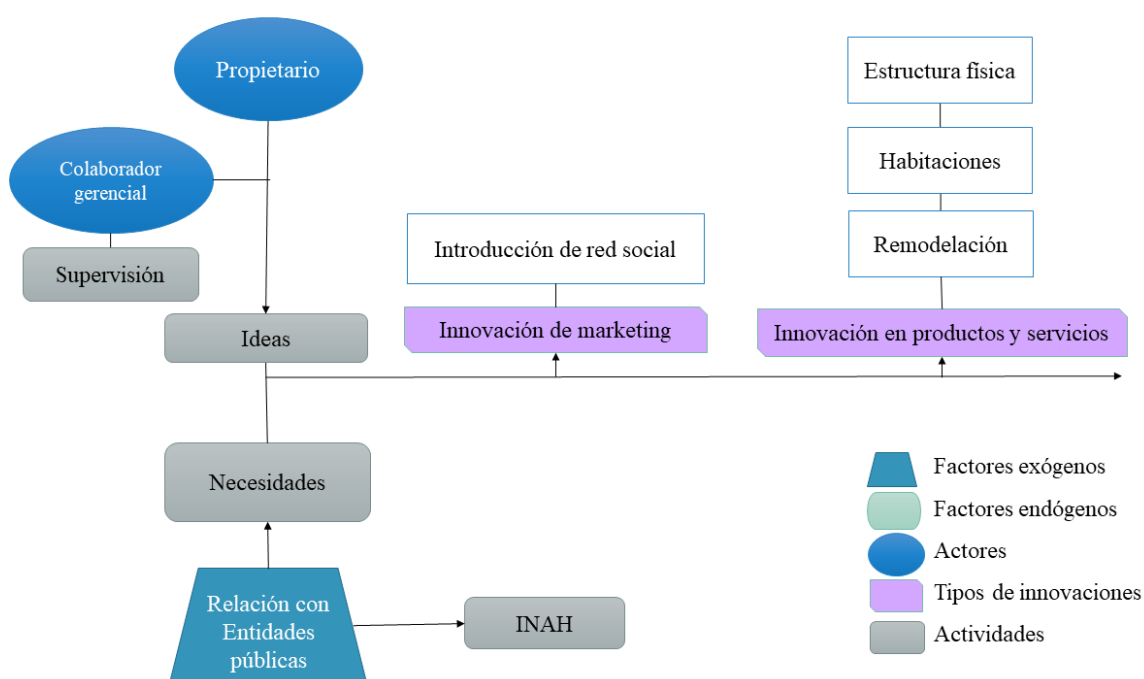 Propietario
Estructura física
Colaborador
gerencial
Habitaciones
Supervisión
Introducción de red social
Remodelación
Ideas
Innovación de marketing
Innovación en productos y servicios
Necesidades
Relación con
Entidades
públicas
INAH
Factores exógenos
Factores endógenos
Actores
Tipos de innovaciones
Actividades